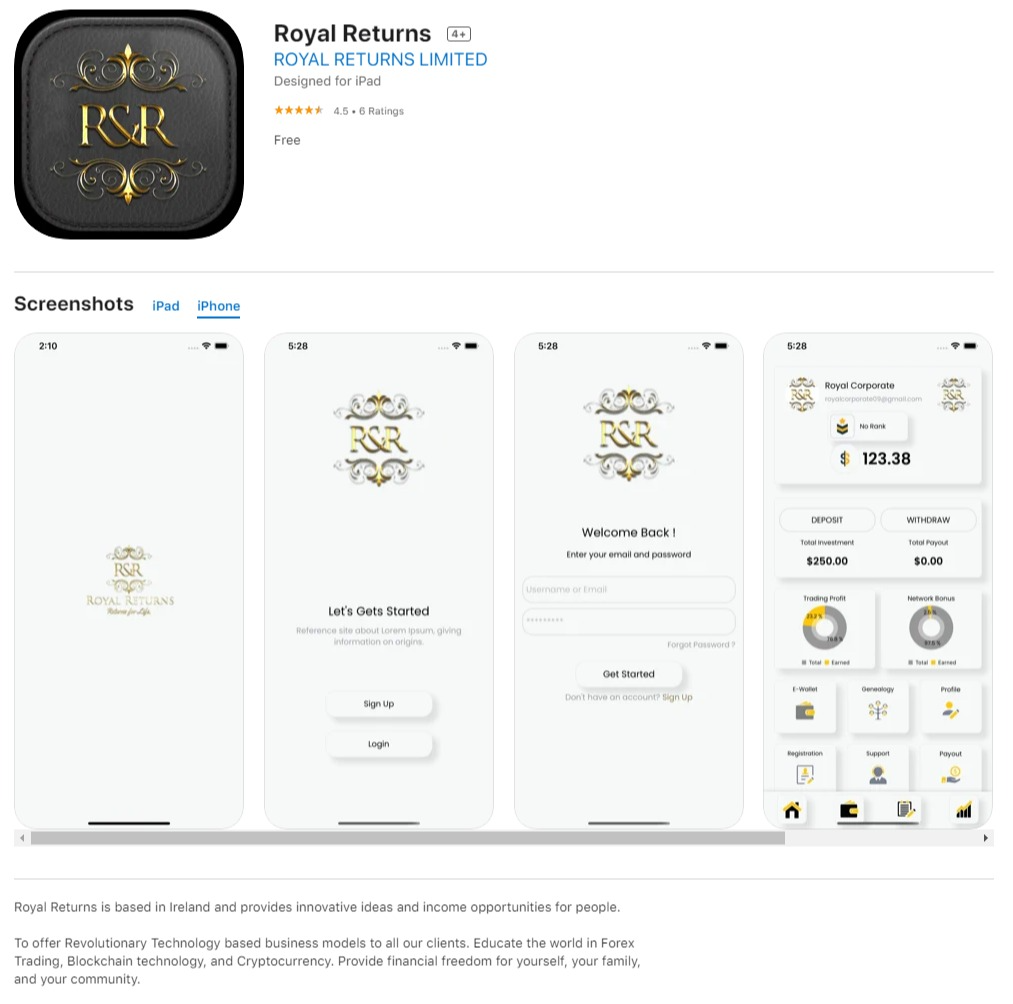 R&R
Royal Returns 4+
ROYAL RETURNS LIMITED
Designed for iPad
4.5 • 6 Ratings
Free
Screenshots iPad iPhone
2:10
R&R
ROYAL RETURNS
Returns for Life.
5:28
R&R
Let's Gets Started
Reference site about Lorem Ipsum, giving
information on origins.
Sign Up
Login
5:28
R&R
Welcome Back !
Enter your email and password
Username or Email
*********
Forgot Password ?
Get Started
Don't have an account? Sign Up
5:28
R&R
Royal Corporate
royalcorporate09@gmail.com
R&R
No Rank
$ 123.38
DEPOSIT WITHDRAW
Total Investment Total Payout
$250.00 $0.00
Trading Profit Network Bonus
Total Earned Total Earned
E-Wallet Genealogy Profile
Registration Support Payout
Royal Returns is based in Ireland and provides innovative ideas and income opportunities for people.
To offer Revolutionary Technology based business models to all our clients. Educate the world in Forex
Trading, Blockchain technology, and Cryptocurrency. Provide financial freedom for yourself, your family,
and your community.